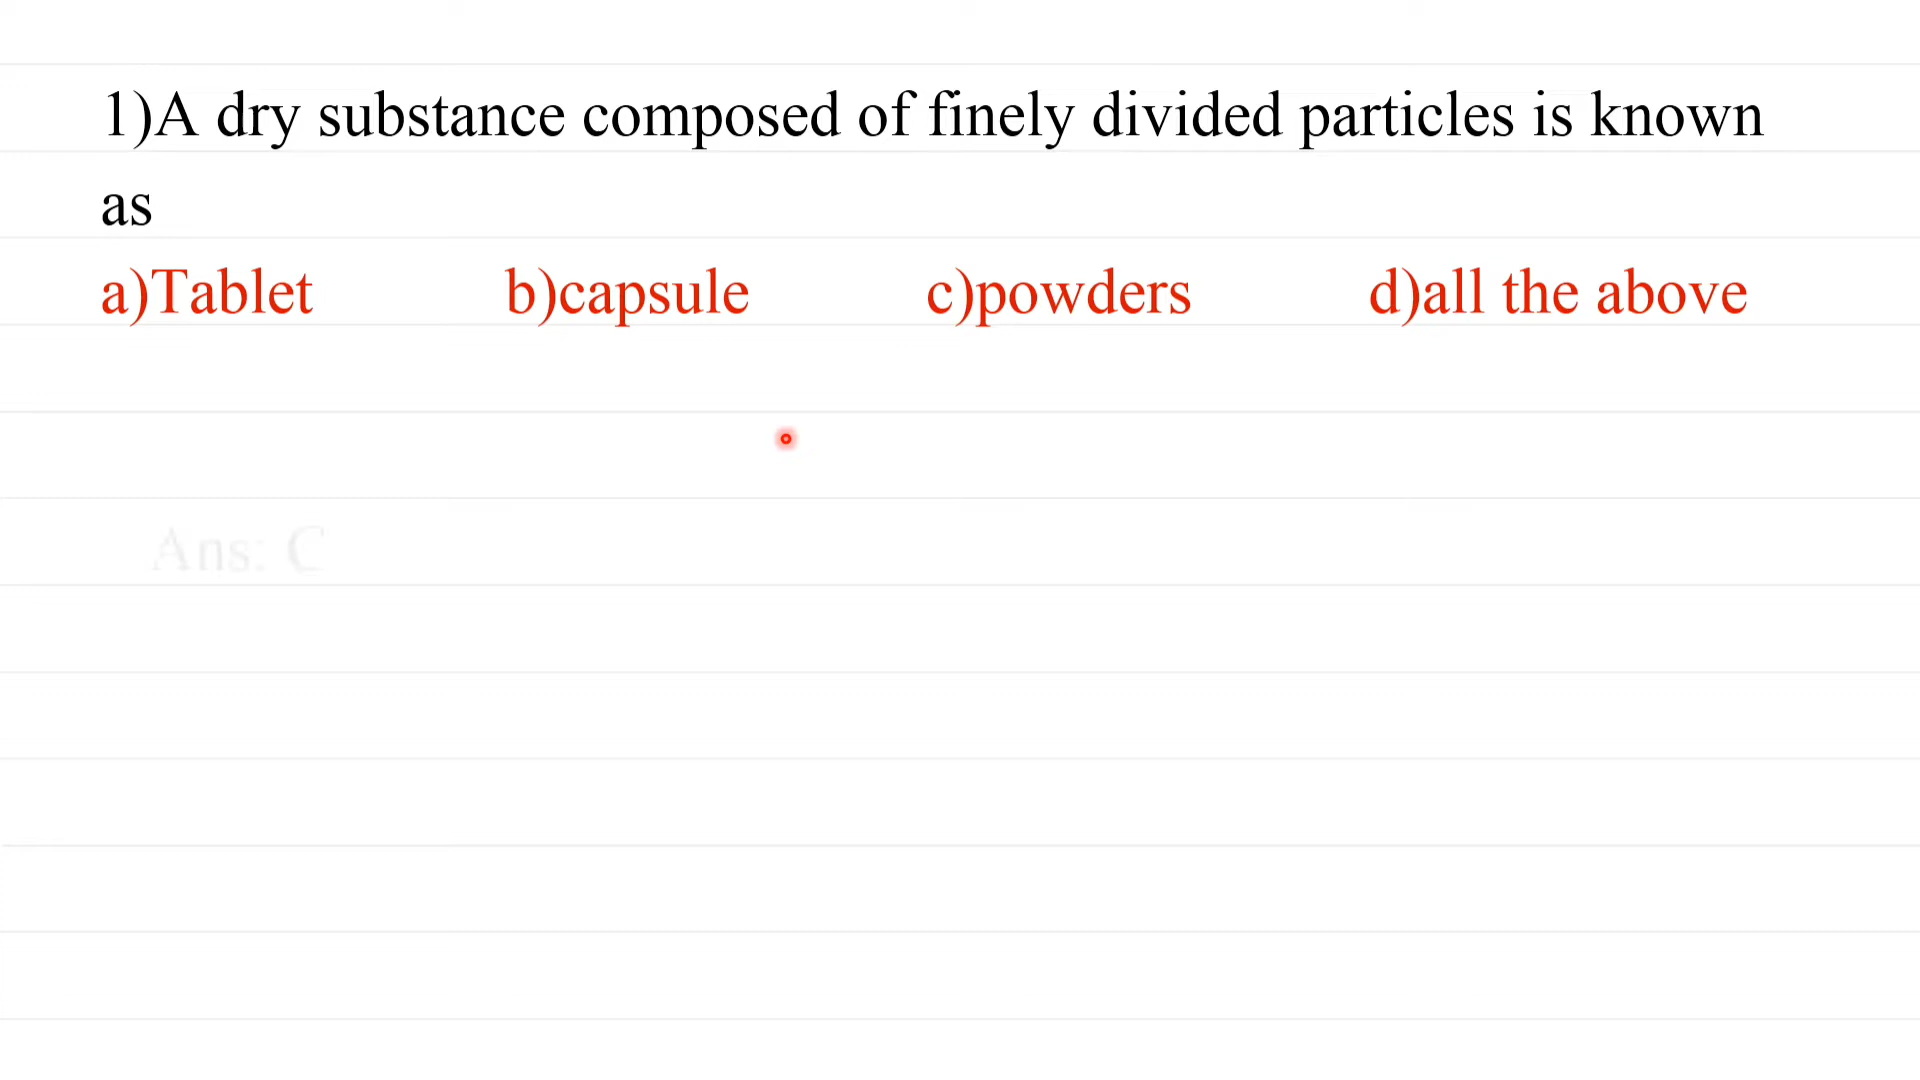 1)A dry substance composed of finely divided particles is known
as
a)Tablet b)capsule c)powders d)all the above
Ans: C